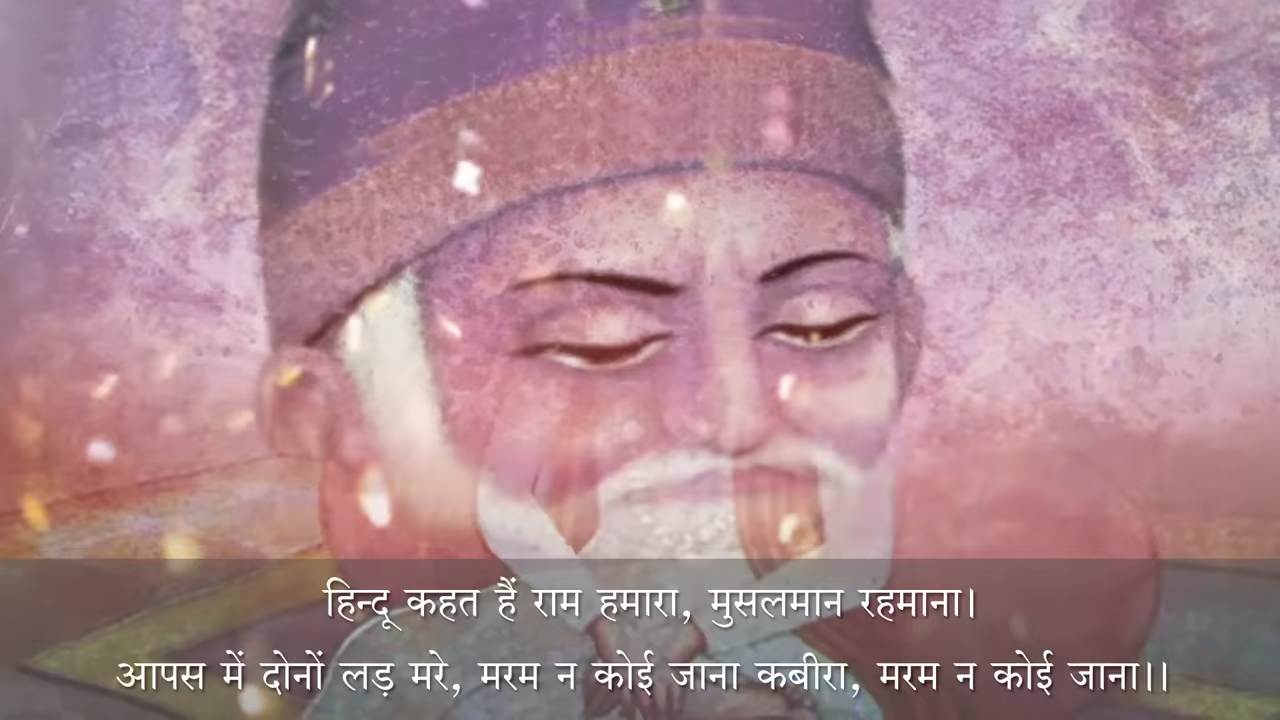 हिन्दू कहत हैं राम हमारा, मुसलमान रहमाना।
आपस में दोनों लड़ मरे, मरम न कोई जाना कबीरा, मरम न कोई जाना।।